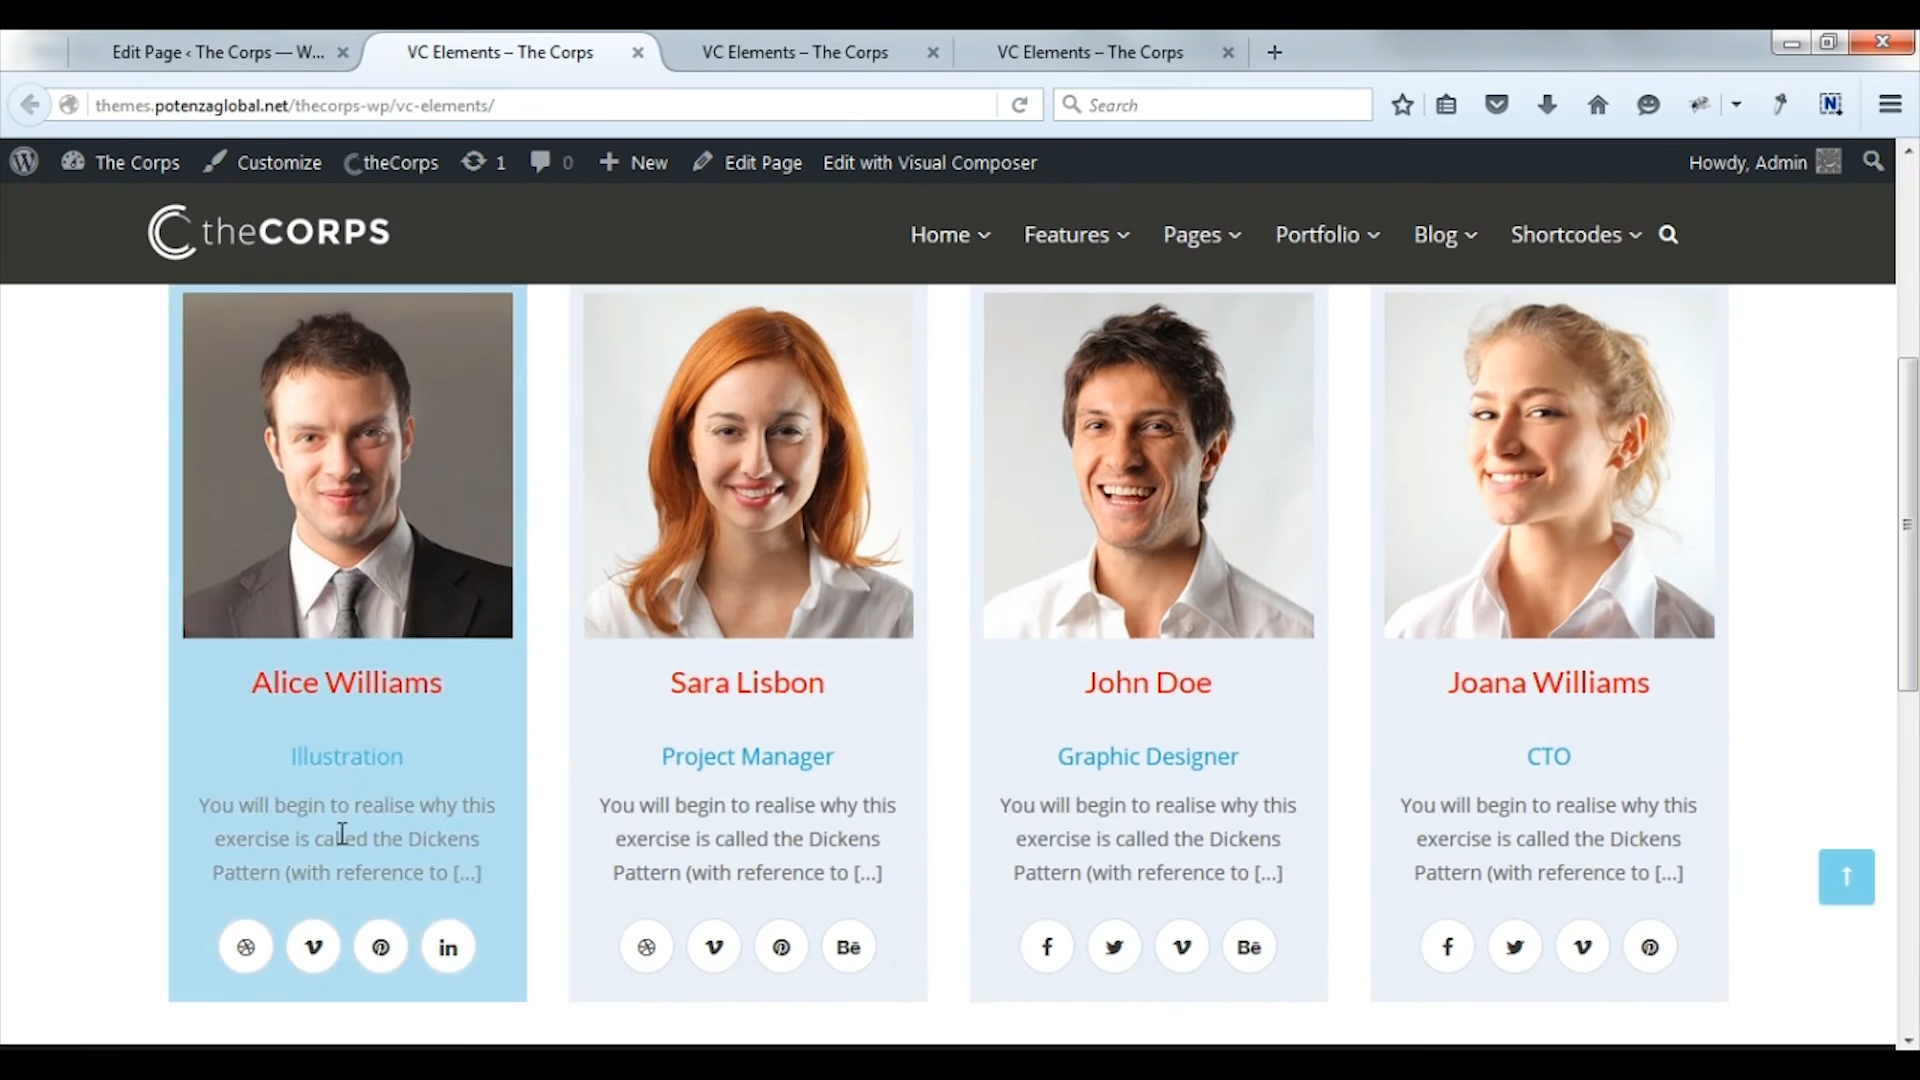 Edit Page ‹ The Corps — W...
VC Elements – The Corps
VC Elements – The Corps
VC Elements – The Corps
themes.potenzaglobal.net/thecorps-wp/vc-elements/
Search
The Corps
Customize
theCorps
1
0
New
Edit Page
Edit with Visual Composer
Howdy, Admin
theCORPS
Home
Features
Pages
Portfolio
Blog
Shortcodes
Alice Williams
Illustration
You will begin to realise why this
exercise is called the Dickens
Pattern (with reference to [...]
Sara Lisbon
Project Manager
You will begin to realise why this
exercise is called the Dickens
Pattern (with reference to [...]
John Doe
Graphic Designer
You will begin to realise why this
exercise is called the Dickens
Pattern (with reference to [...]
Joana Williams
CTO
You will begin to realise why this
exercise is called the Dickens
Pattern (with reference to [...]